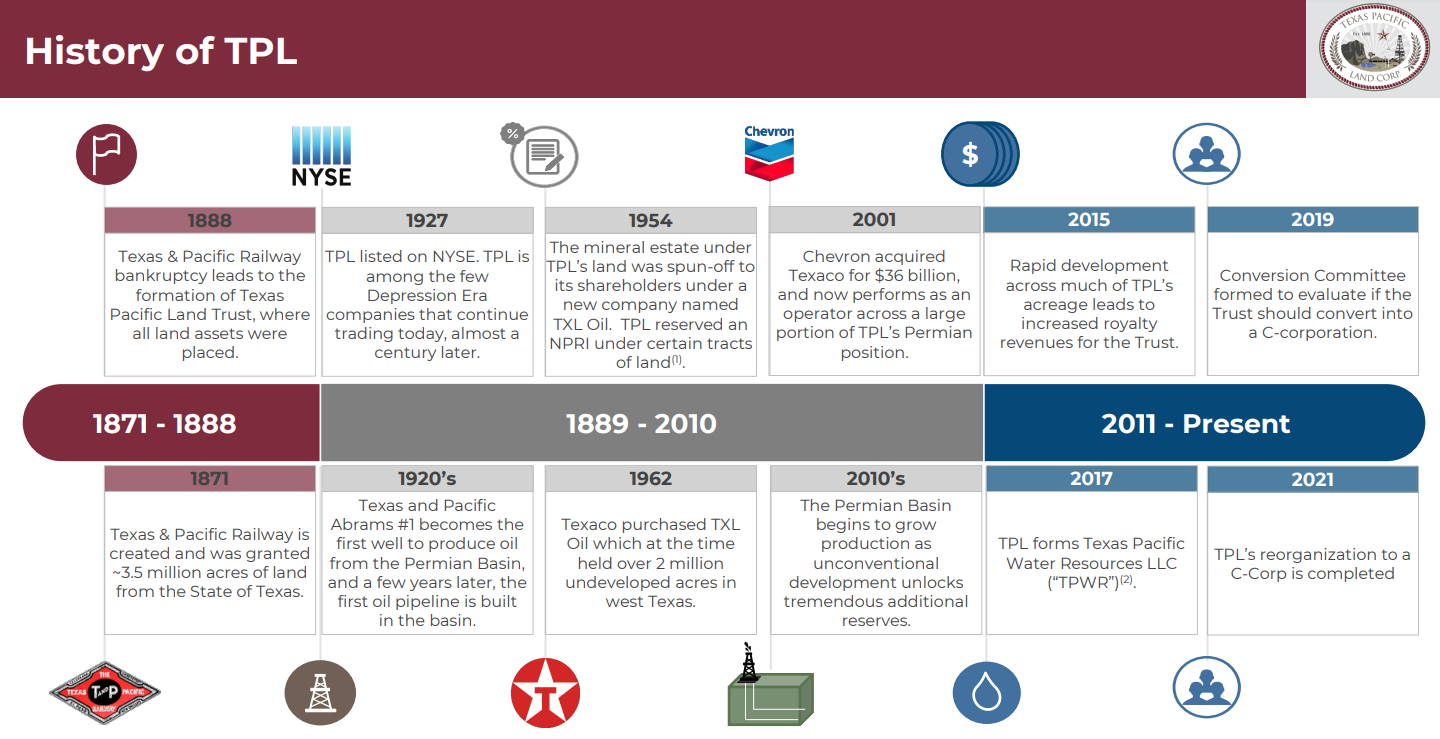 History of TPL
TEXAS PACIFIC
Est. 1888
LAND CORP
NYSE
%
Chevron
$
1888
Texas & Pacific Railway
bankruptcy leads to the
formation of Texas
Pacific Land Trust, where
all land assets were
placed.
1927
TPL listed on NYSE. TPL is
among the few
Depression Era
companies that continue
trading today, almost a
century later.
1954
The mineral estate under
TPL’s land was spun-off to
its shareholders under a
new company named
TXL Oil. TPL reserved an
NPRI under certain tracts
of land(1).
2001
Chevron acquired
Texaco for $36 billion,
and now performs as an
operator across a large
portion of TPL’s Permian
position.
2015
Rapid development
across much of TPL’s
acreage leads to
increased royalty
revenues for the Trust.
2019
Conversion Committee
formed to evaluate if the
Trust should convert into
a C-corporation.
1871 - 1888
1889 - 2010
2011 - Present
1871
Texas & Pacific Railway is
created and was granted
~3.5 million acres of land
from the State of Texas.
1920’s
Texas and Pacific
Abrams #1 becomes the
first well to produce oil
from the Permian Basin,
and a few years later, the
first oil pipeline is built
in the basin.
1962
Texaco purchased TXL
Oil which at the time
held over 2 million
undeveloped acres in
west Texas.
2010’s
The Permian Basin
begins to grow
production as
unconventional
development unlocks
tremendous additional
reserves.
2017
TPL forms Texas Pacific
Water Resources LLC
(“TPWR”)(2).
2021
TPL’s reorganization to a
C-Corp is completed
THE
TEXAS T AND P PACIFIC
RAILWAY
T